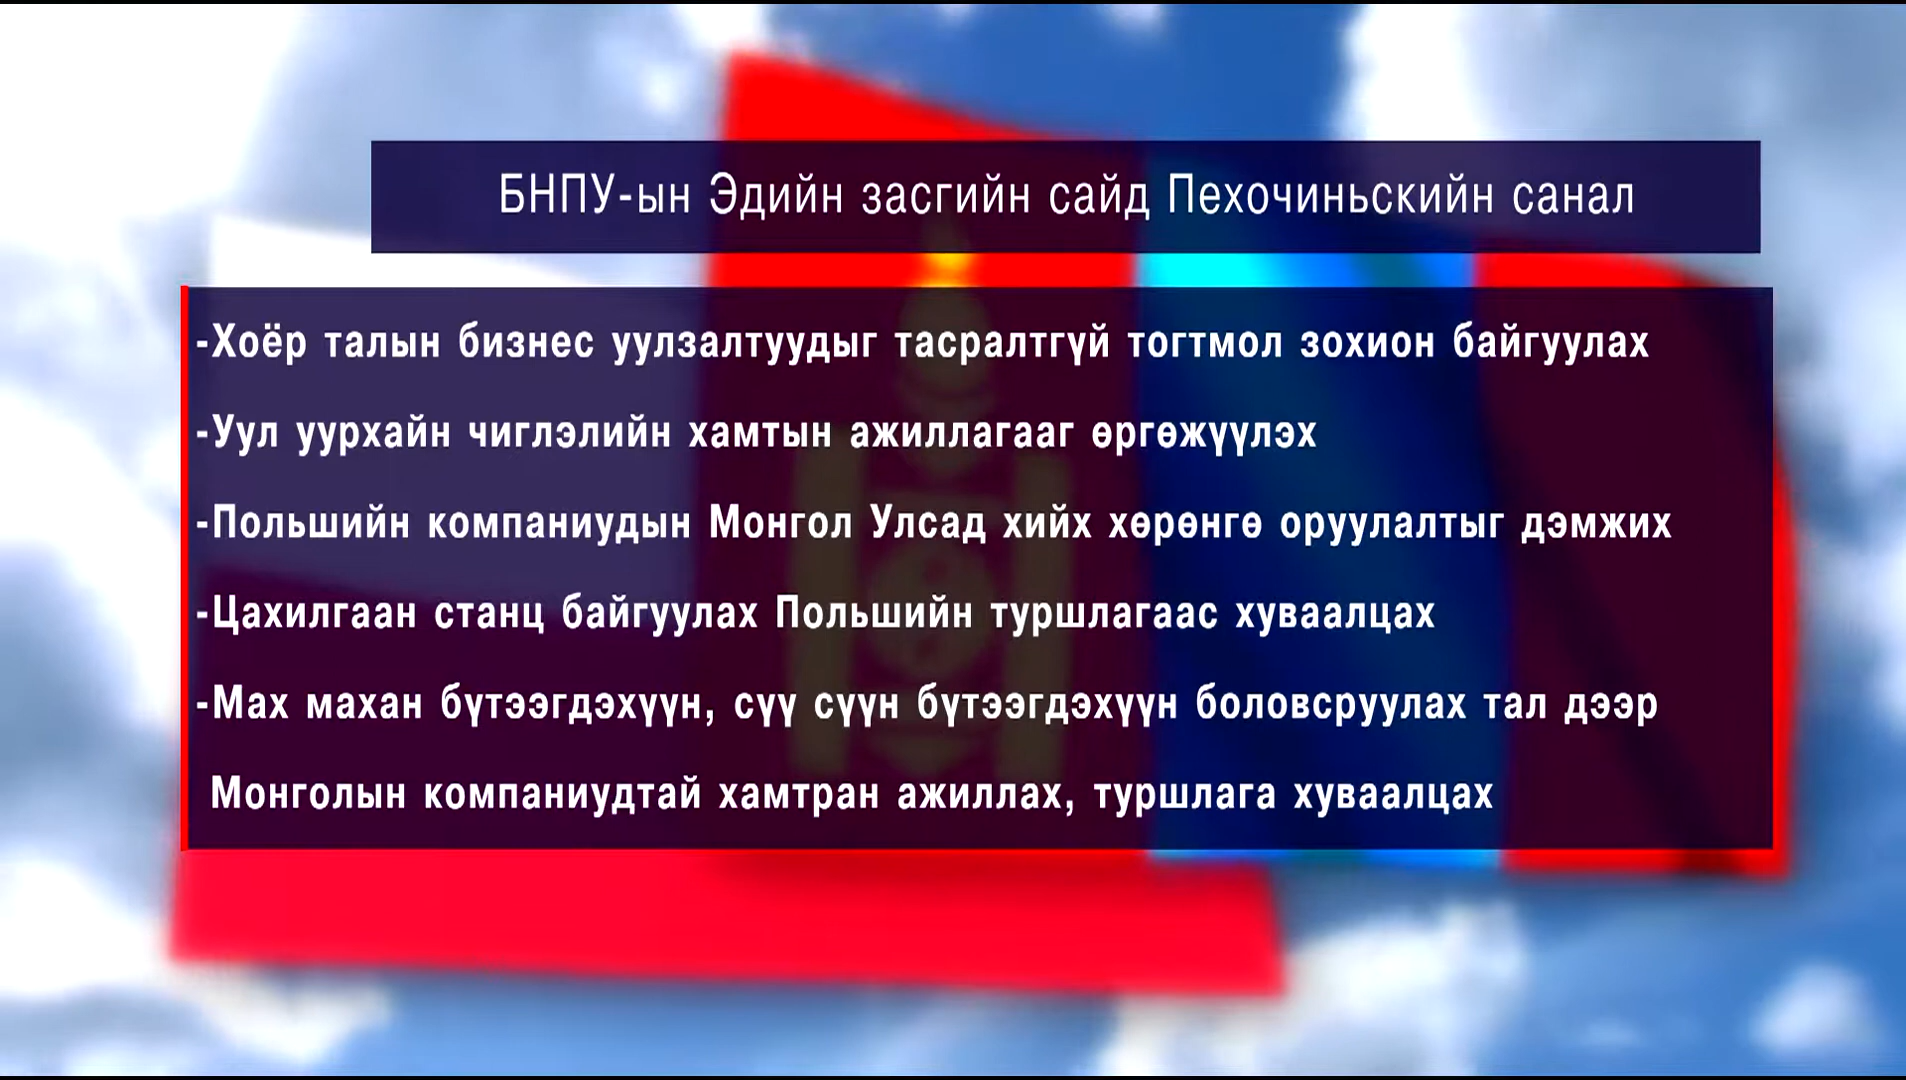 БНПУ-ын Эдийн засгийн сайд Пехочиньскийн санал
-Хоёр талын бизнес уулзалтуудыг тасралтгүй тогтмол зохион байгуулах
-Уул уурхайн чиглэлийн хамтын ажиллагааг өргөжүүлэх
-Польшийн компаниудын Монгол Улсад хийх хөрөнгө оруулалтыг дэмжих
-Цахилгаан станц байгуулах Польшийн туршлагаас хуваалцах
-Мах махан бүтээгдэхүүн, сүү сүүн бүтээгдэхүүн боловсруулах тал дээр
Монголын компаниудтай хамтран ажиллах, туршлага хуваалцах